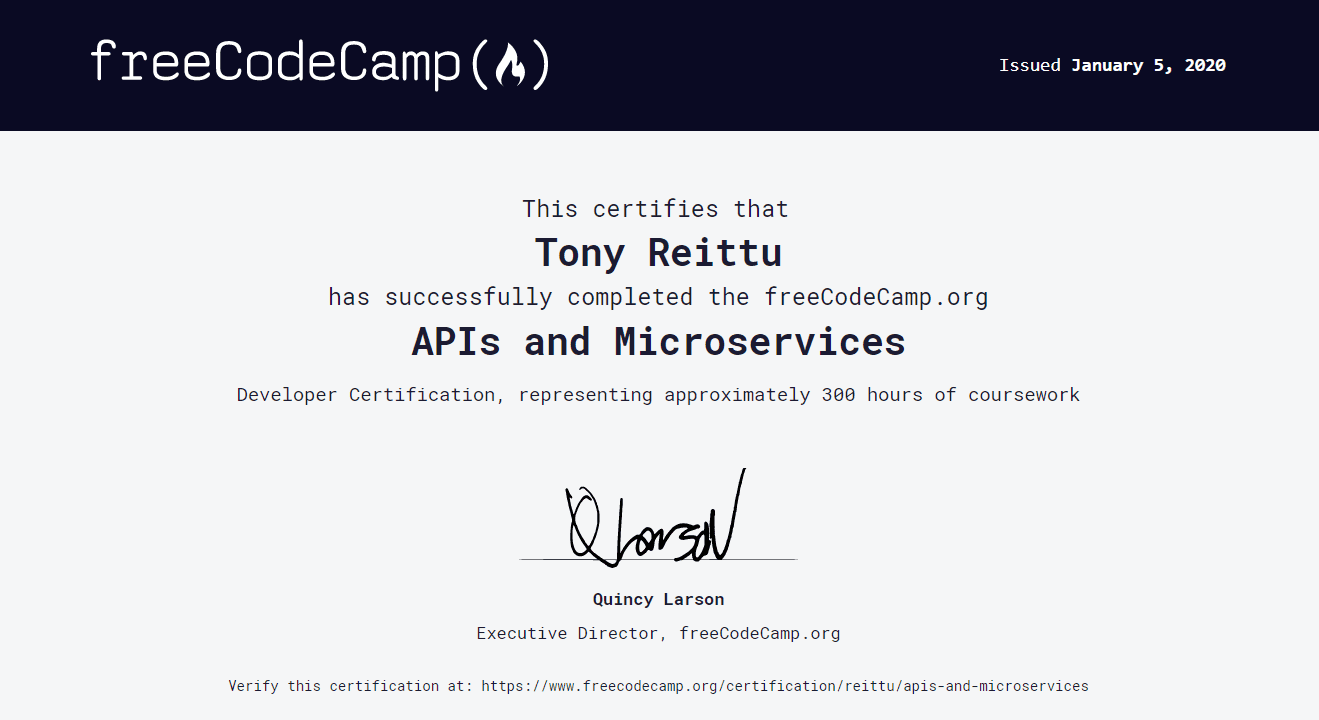 freeCodeCamp(🔥)
Issued January 5, 2020
This certifies that
Tony Reittu
has successfully completed the freeCodeCamp.org
APIs and Microservices
Developer Certification, representing approximately 300 hours of coursework
Q Larson
Quincy Larson
Executive Director, freeCodeCamp.org
Verify this certification at: https://www.freecodecamp.org/certification/reittu/apis-and-microservices